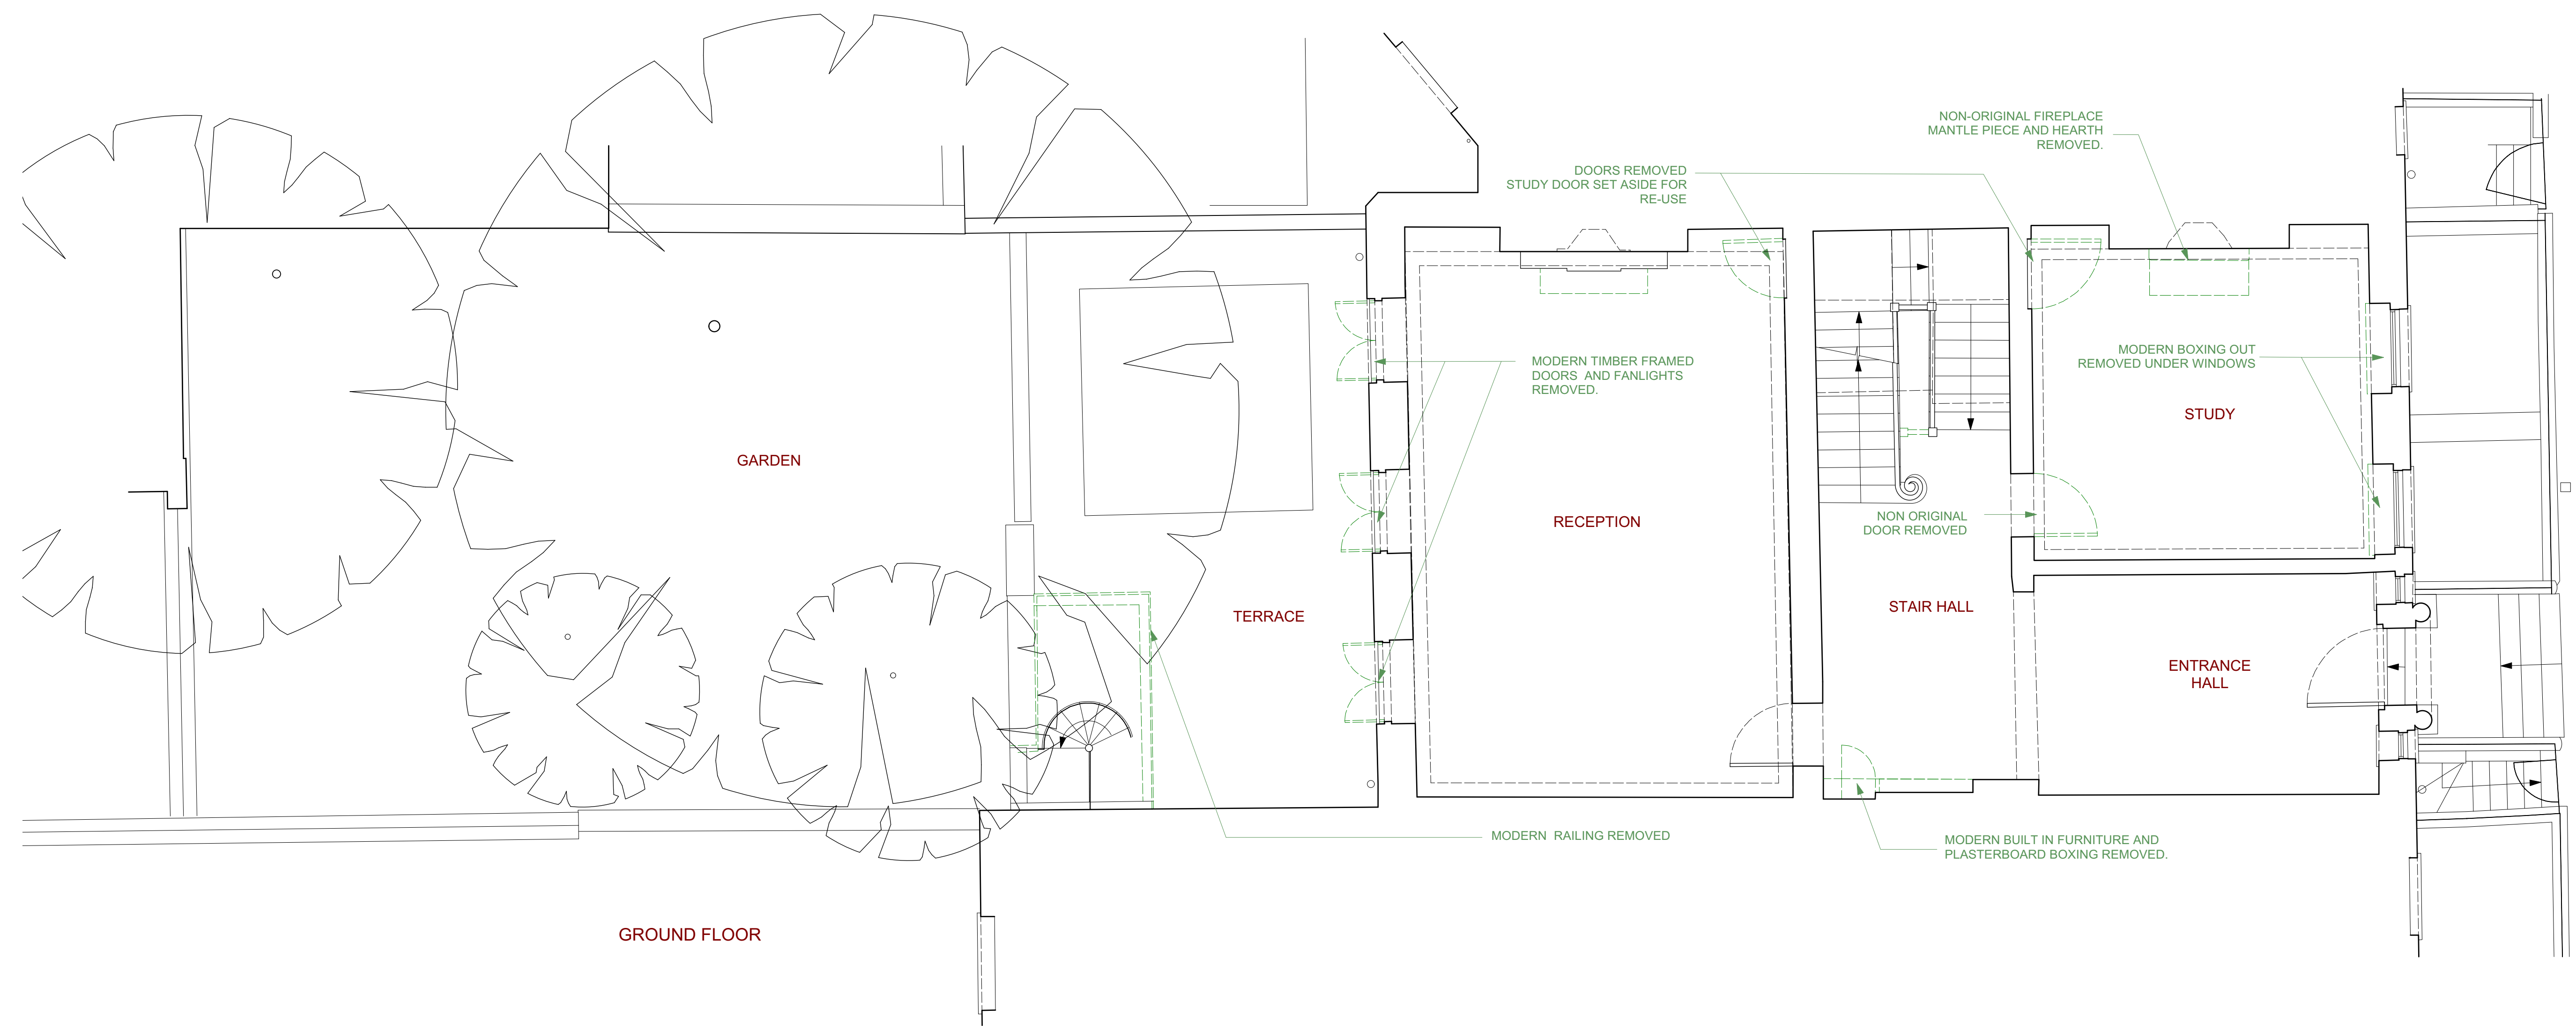 NON-ORIGINAL FIREPLACE
MANTLE PIECE AND HEARTH
REMOVED.
DOORS REMOVED
STUDY DOOR SET ASIDE FOR
RE-USE
MODERN TIMBER FRAMED
DOORS AND FANLIGHTS
REMOVED.
MODERN BOXING OUT
REMOVED UNDER WINDOWS
STUDY
GARDEN
RECEPTION
NON ORIGINAL
DOOR REMOVED
TERRACE
STAIR HALL
ENTRANCE
HALL
MODERN RAILING REMOVED
MODERN BUILT IN FURNITURE AND
PLASTERBOARD BOXING REMOVED.
GROUND FLOOR